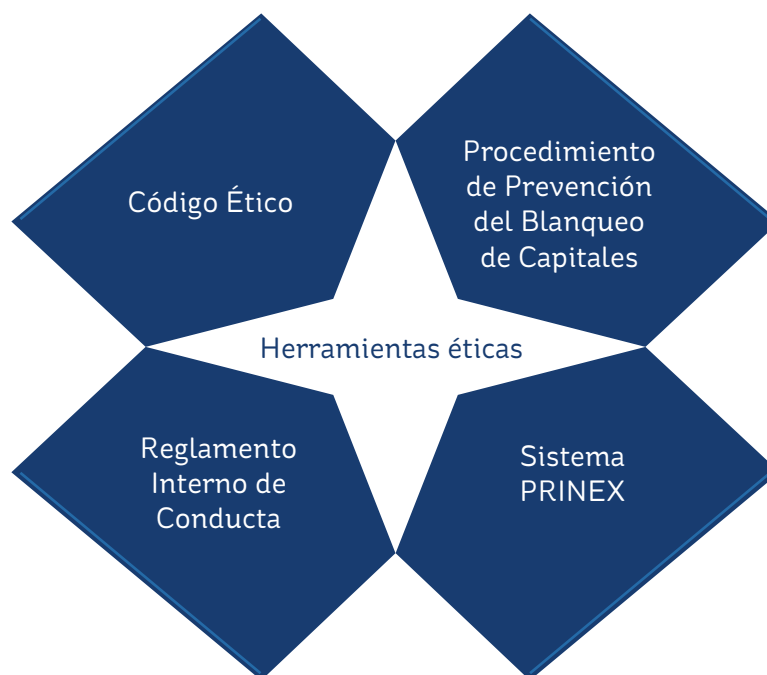 Código Ético
Procedimiento
de Prevención
del Blanqueo
de Capitales
Herramientas éticas
Reglamento
Interno de
Conducta
Sistema
PRINEX